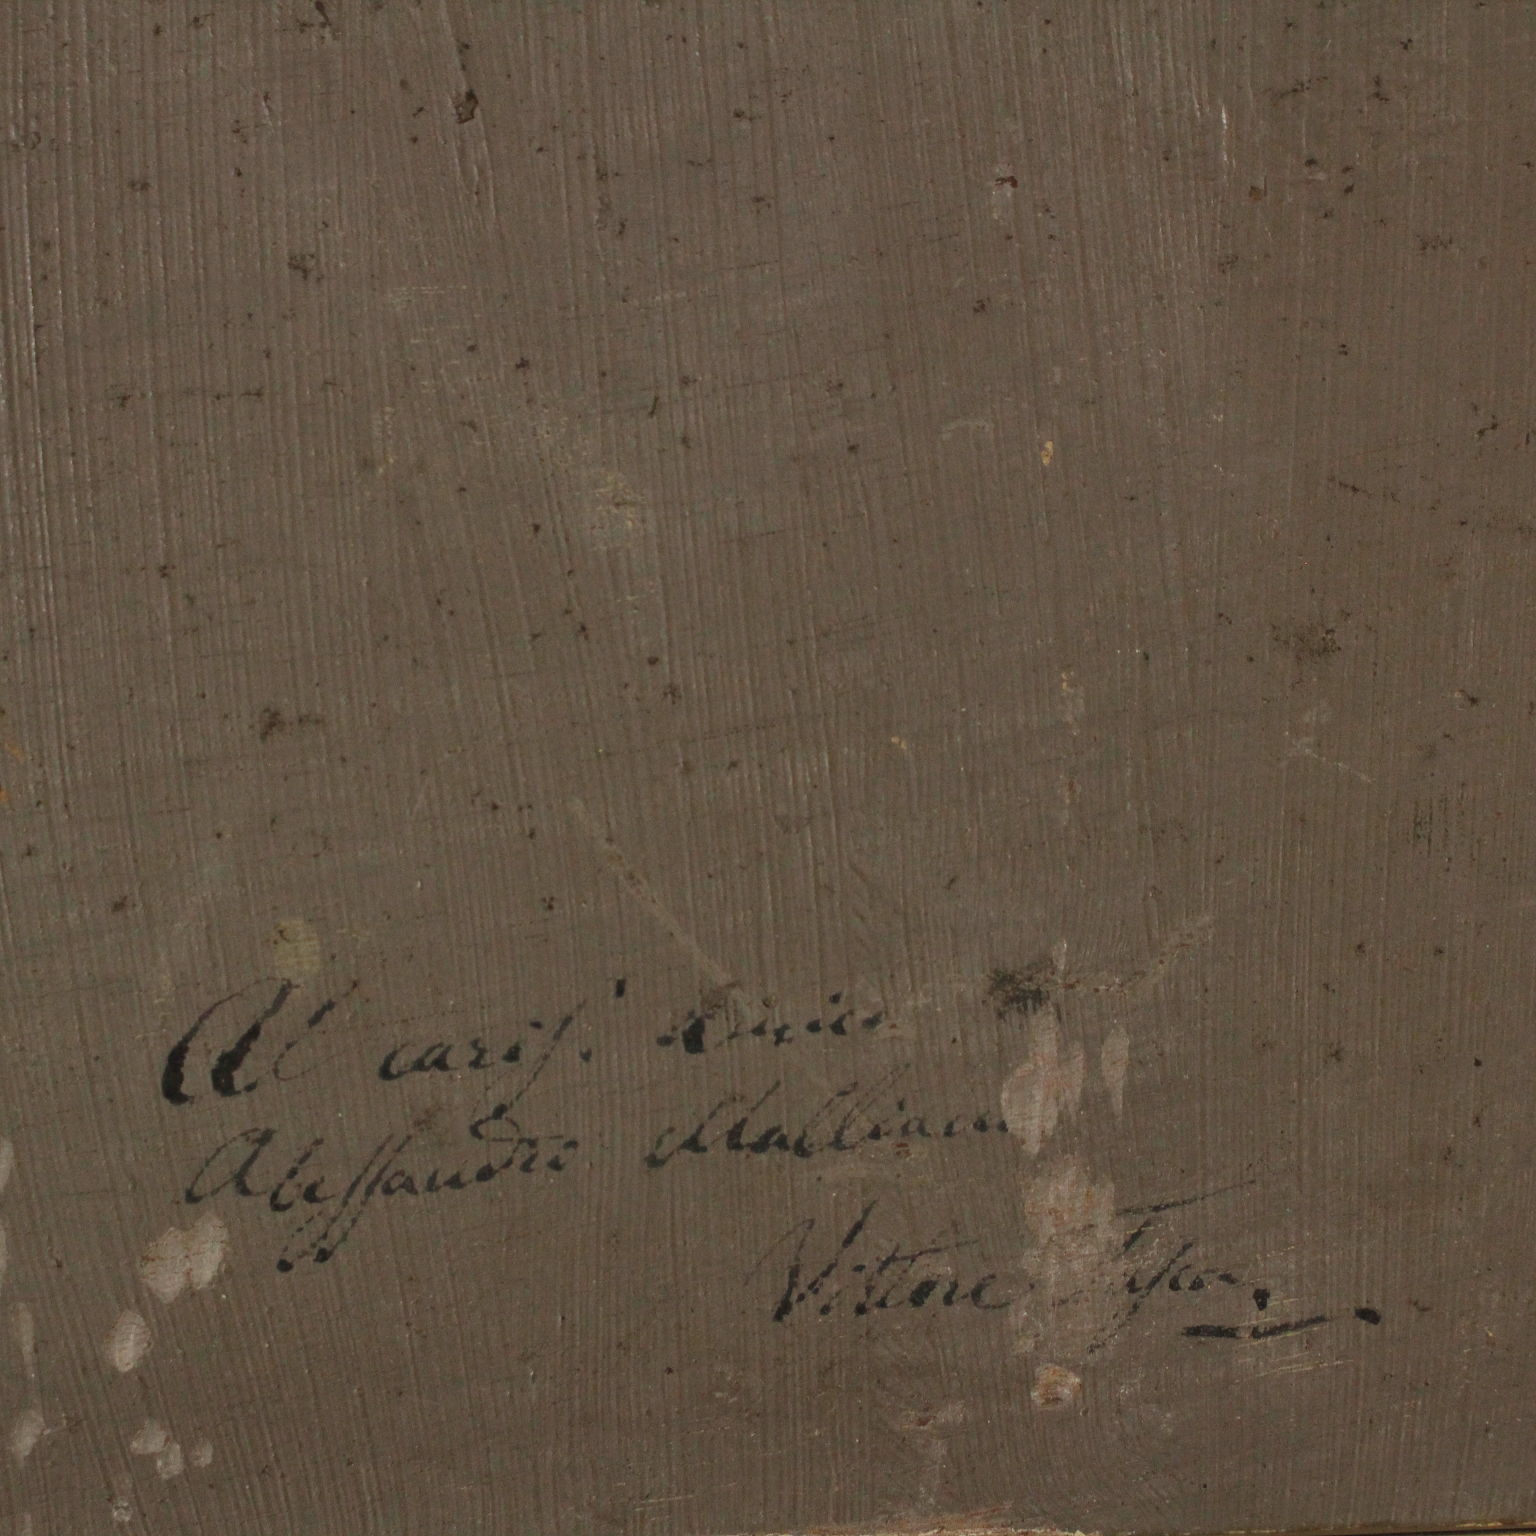 Al cariss. amico
Alessandro Malliani
Vittore